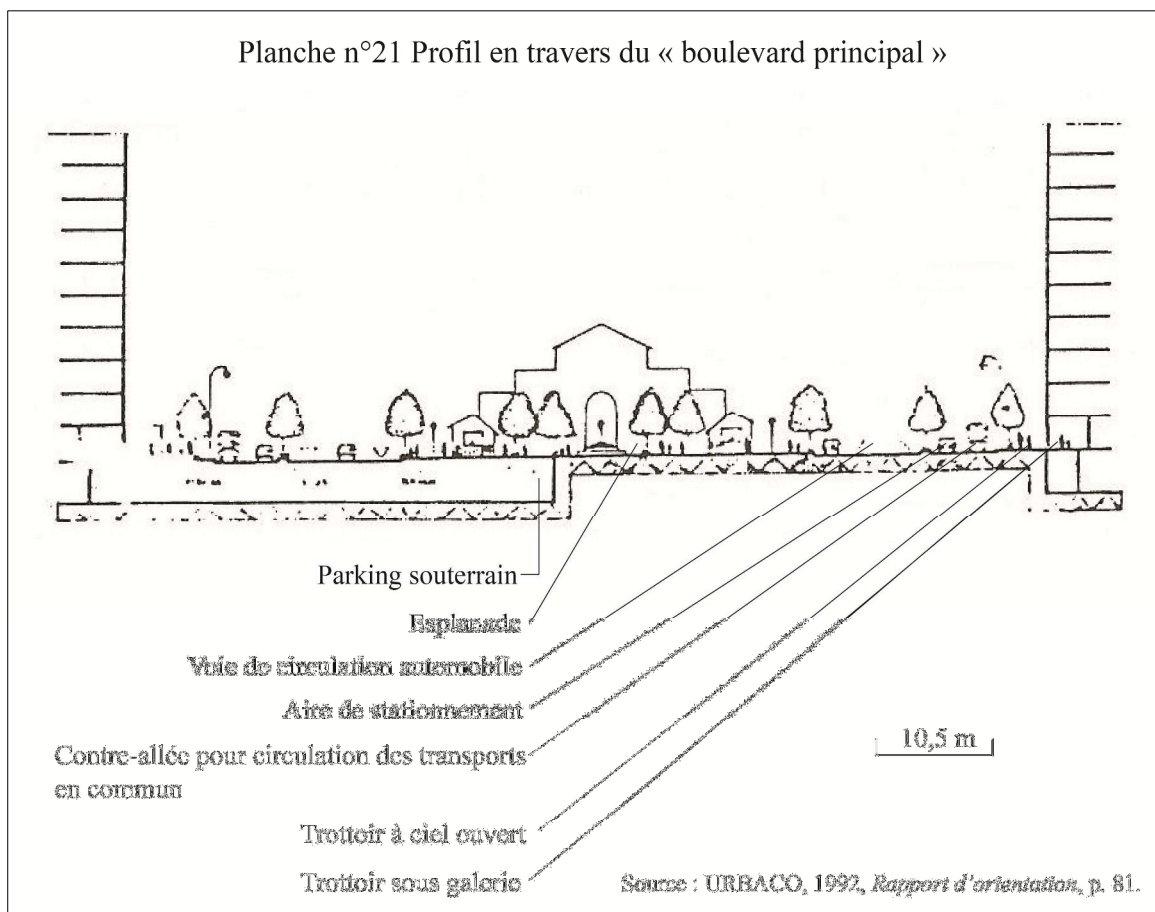 Planche n°21 Profil en travers du « boulevard principal »
Parking souterrain
Esplanade
Voie de circulation automobile
Aire de stationnement
10,5 m
Contre-allée pour circulation des transports
en commun
Trottoir à ciel ouvert
Trottoir sous galerie
Source : URBACO, 1992, Rapport d'orientation, p. 81.